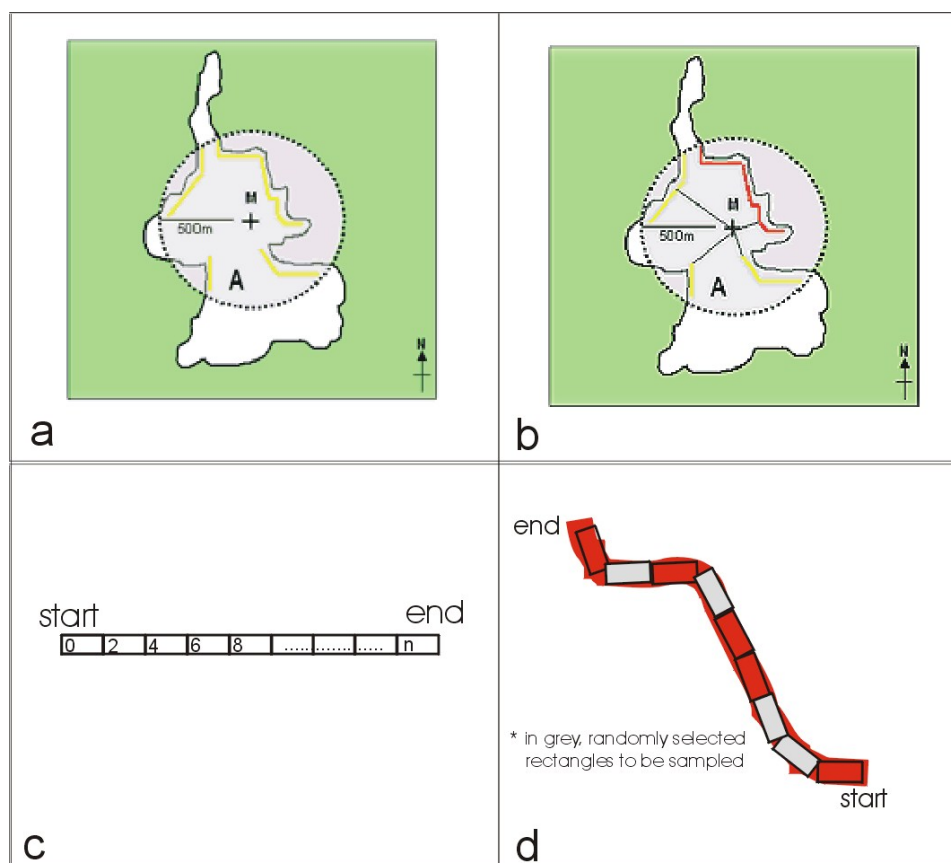 N
M
500m
A
a
N
M
500m
A
b
start end
0 2 4 6 8 ..... ....... ..... n
c
end
* in grey, randomly selected
rectangles to be sampled
start
d